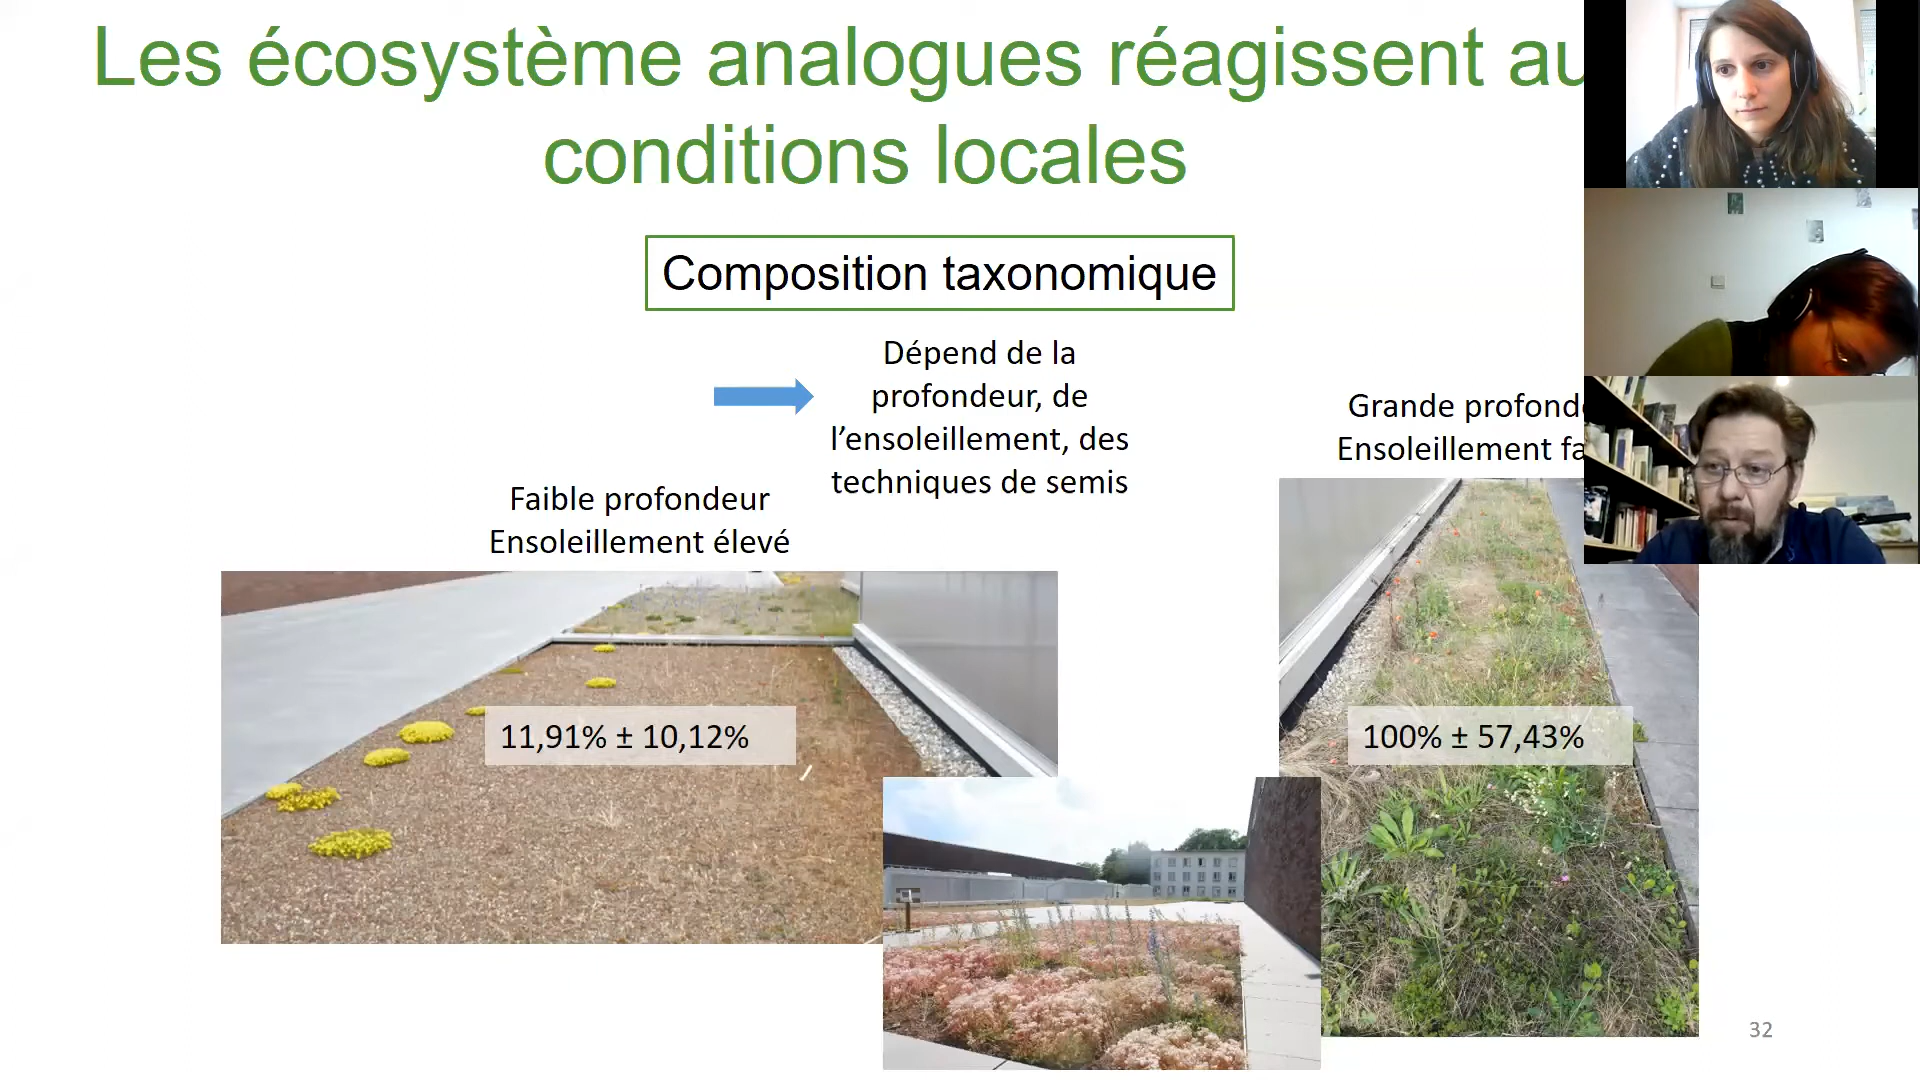 Les écosystème analogues réagissent au
conditions locales
Composition taxonomique
Dépend de la
profondeur, de
l’ensoleillement, des
techniques de semis
Grande profond
Ensoleillement fa
Faible profondeur
Ensoleillement élevé
11,91% ± 10,12%
100% ± 57,43%
32